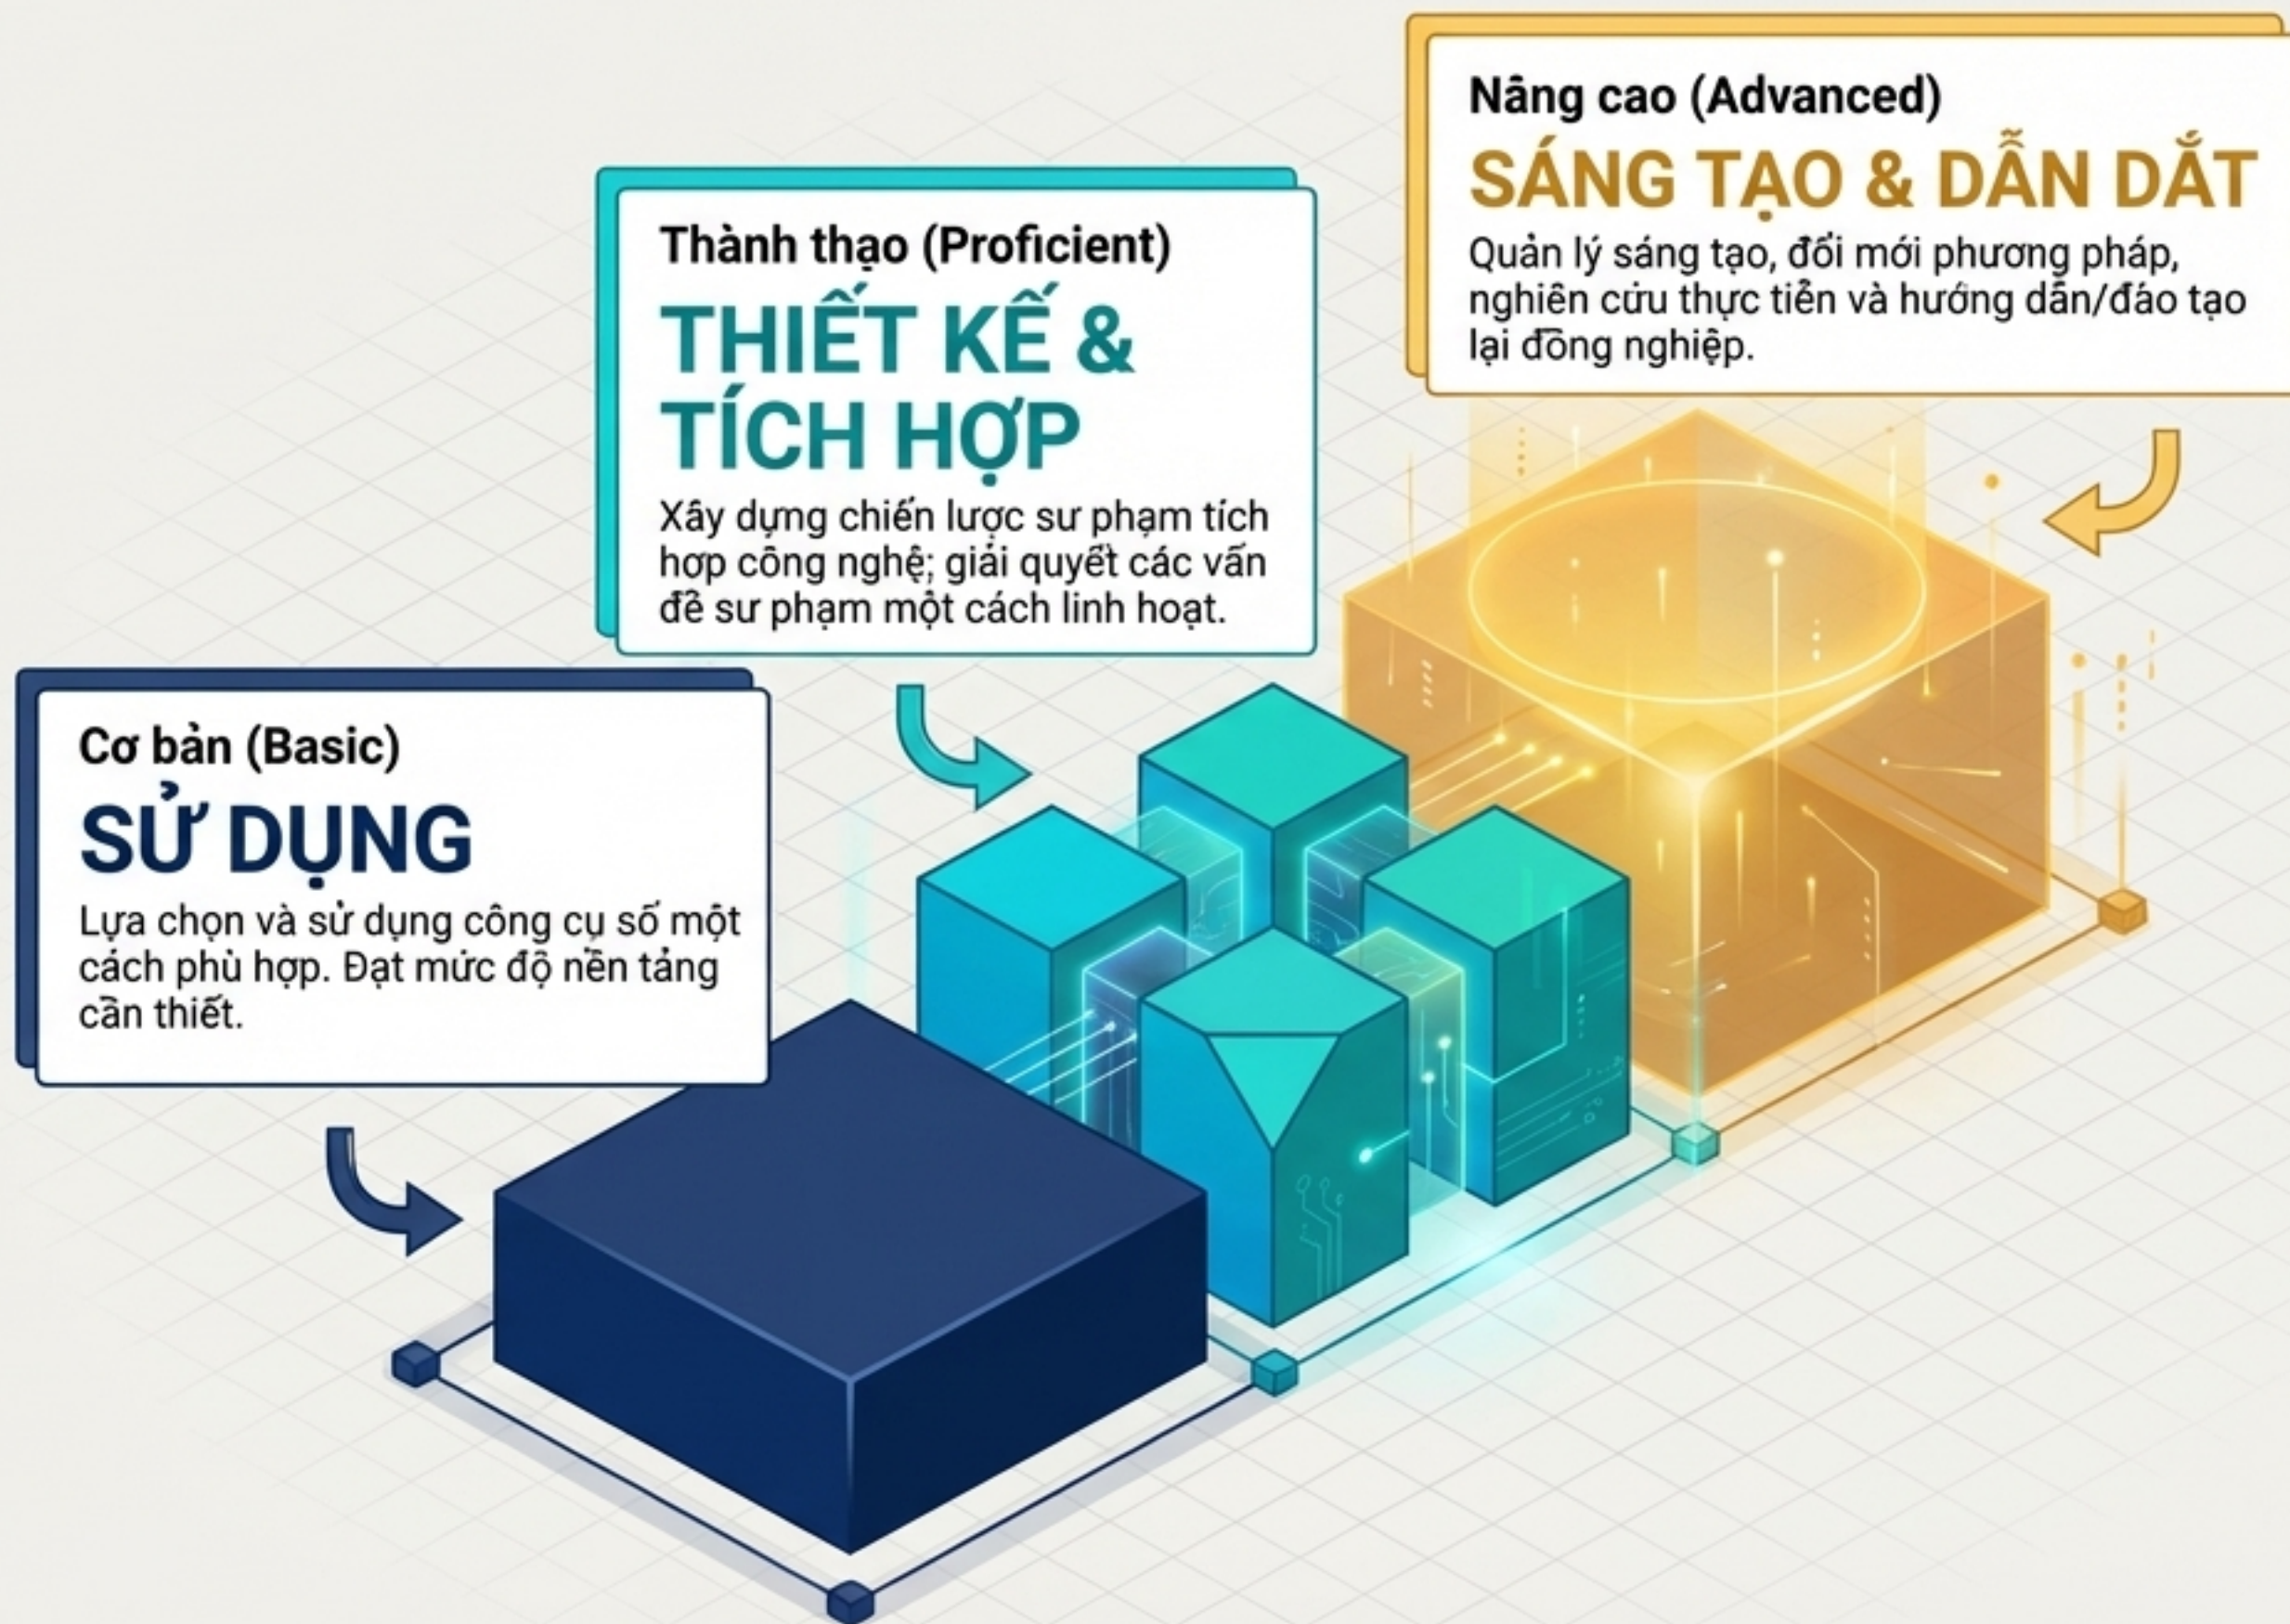 Cơ bản (Basic)
SỬ DỤNG
Lựa chọn và sử dụng công cụ số một
cách phù hợp. Đạt mức độ nền tảng
cần thiết.
Thành thạo (Proficient)
THIẾT KẾ &
TÍCH HỢP
Xây dựng chiến lược sư phạm tích
hợp công nghệ; giải quyết các vấn
đề sư phạm một cách linh hoạt.
Nâng cao (Advanced)
SÁNG TẠO & DẪN DẮT
Quản lý sáng tạo, đổi mới phương pháp,
nghiên cứu thực tiễn và hướng dẫn/đáo tạo
lại đồng nghiệp.